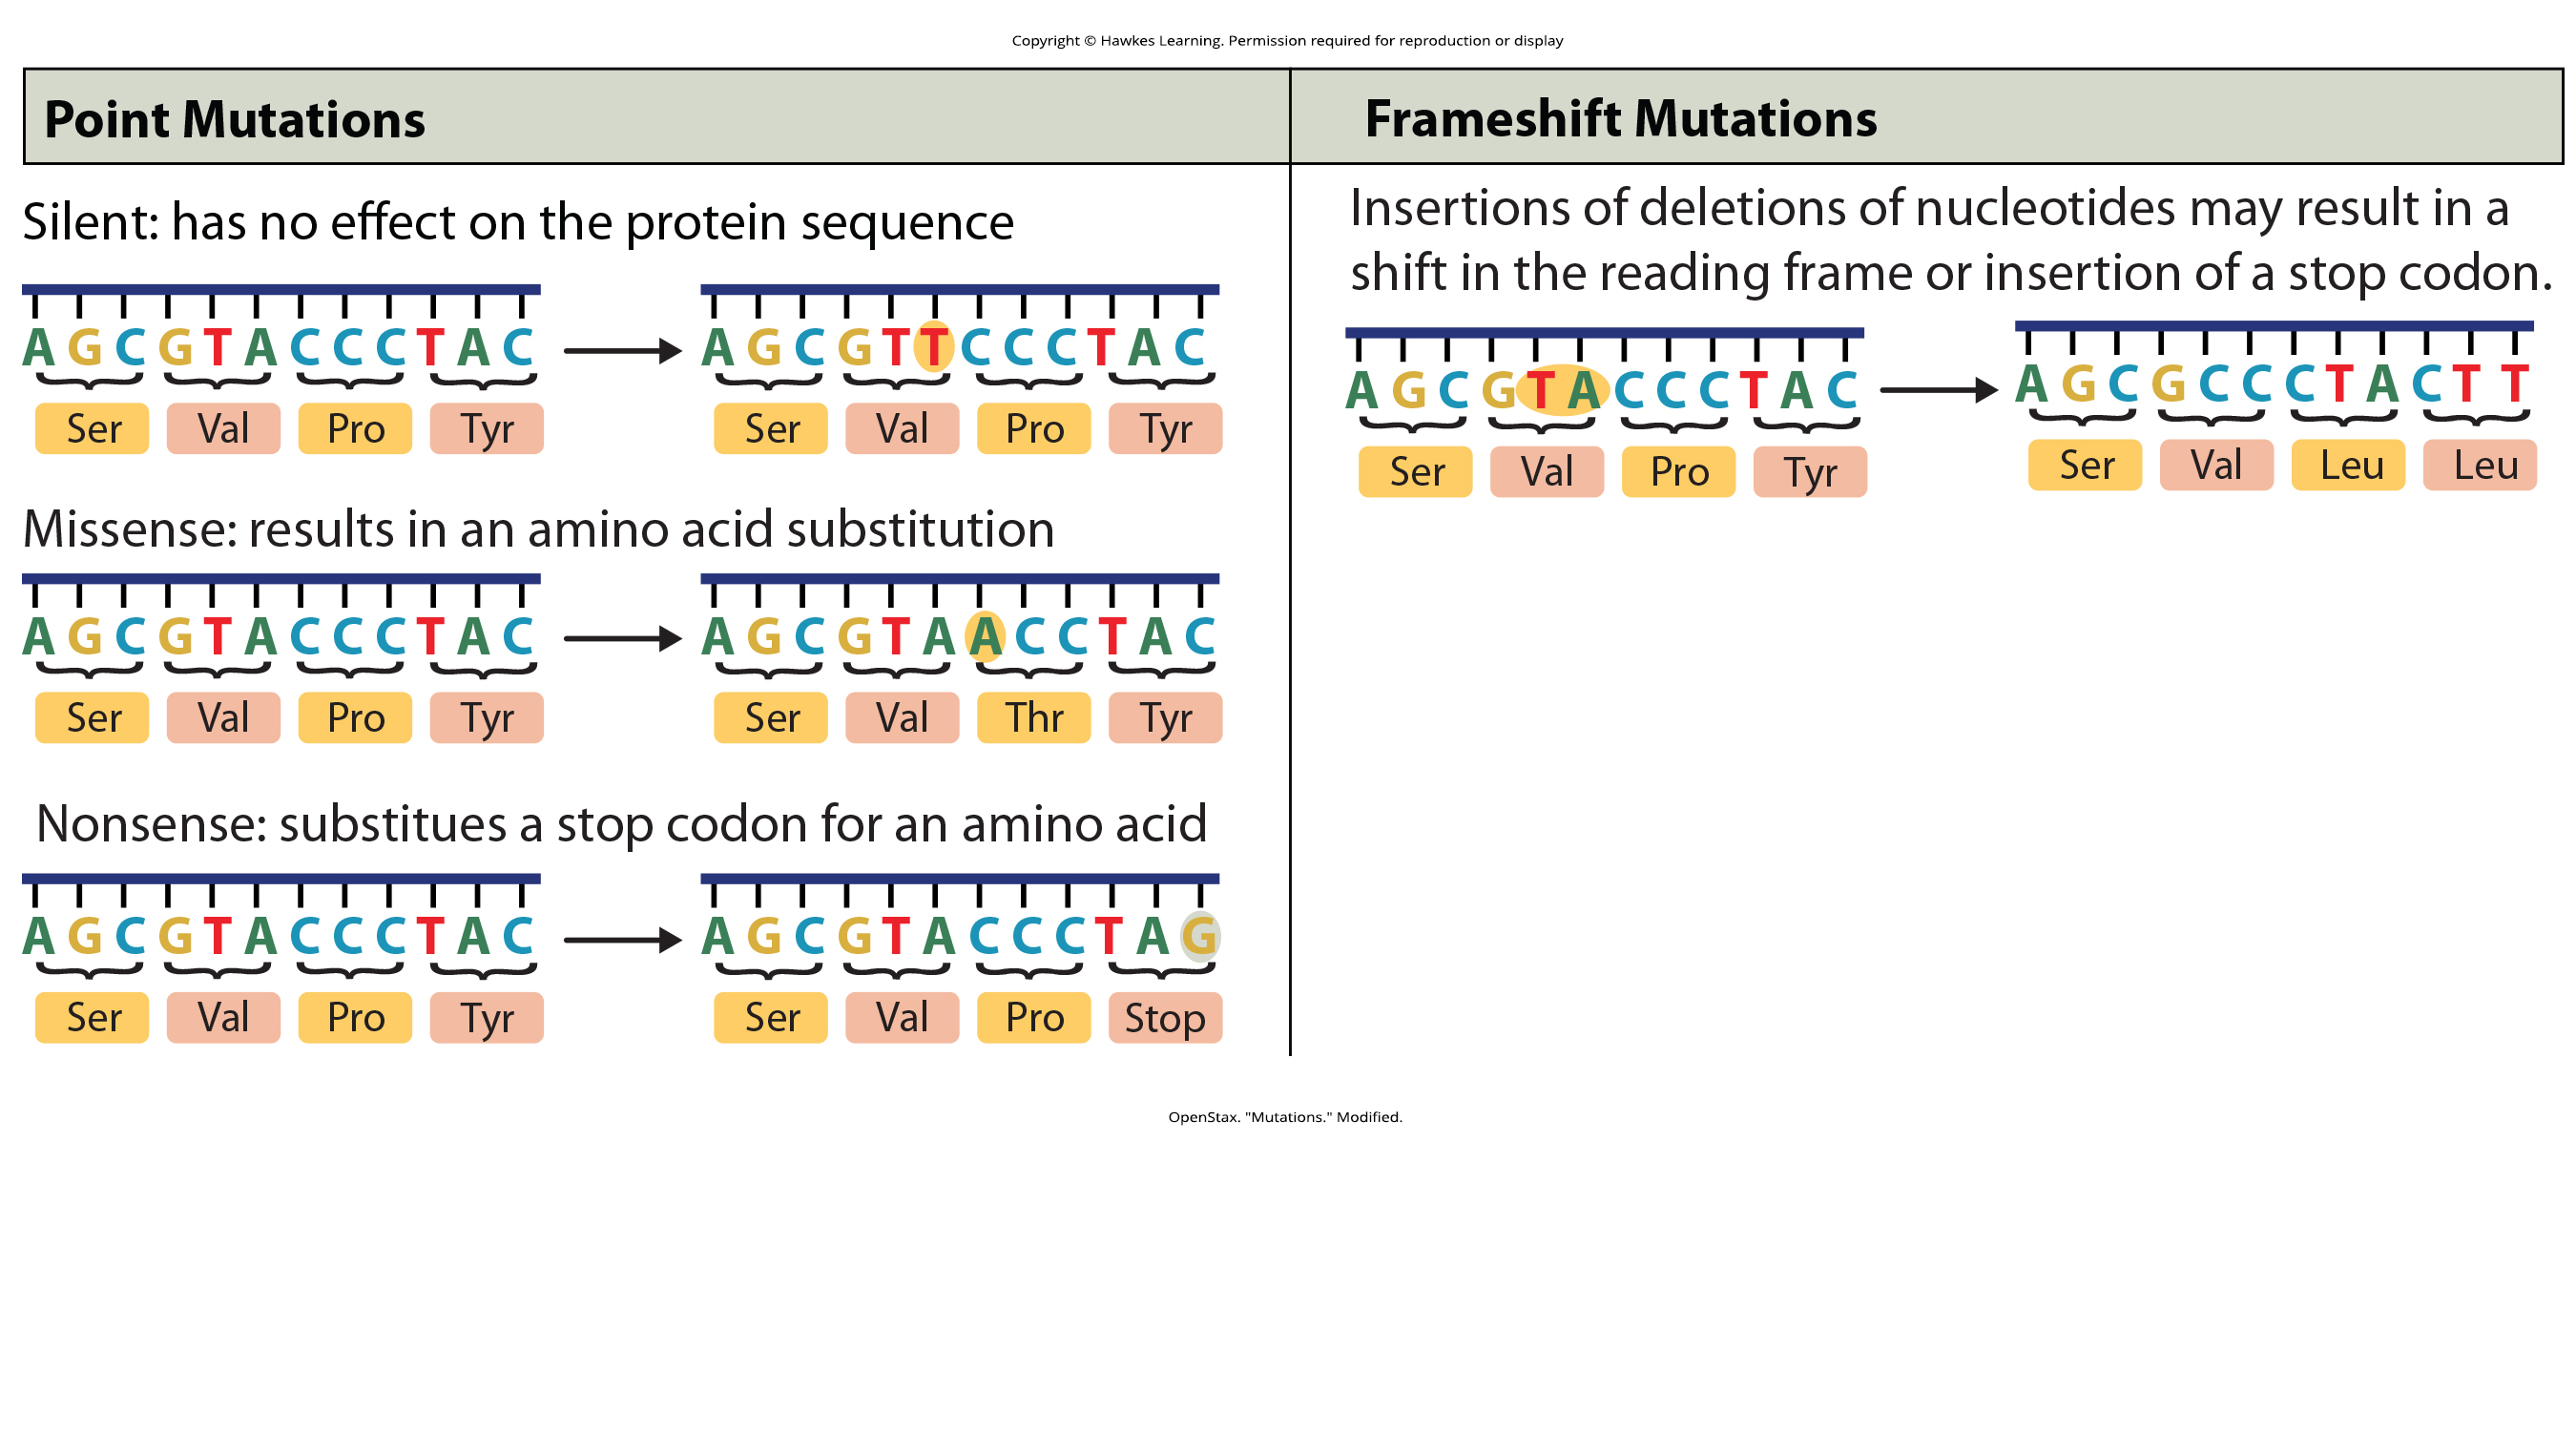 Copyright © Hawkes Learning. Permission required for reproduction or display
Point Mutations
Silent: has no effect on the protein sequence
A G C G T A C C C T A C
A G C G T T C C C T A C
Ser Val Pro Tyr
Ser Val Pro Tyr
Missense: results in an amino acid substitution
A G C G T A C C C T A C
A G C G T A A C C T A C
Ser Val Pro Tyr
Ser Val Thr Tyr
Nonsense: substitues a stop codon for an amino acid
A G C G T A C C C T A C
A G C G T A C C C T A G
Ser Val Pro Tyr
Ser Val Pro Stop
Frameshift Mutations
Insertions of deletions of nucleotides may result in a
shift in the reading frame or insertion of a stop codon.
A G C G T A C C C T A C
A G C G C C C T A C T T
Ser Val Pro Tyr
Ser Val Leu Leu
OpenStax. "Mutations." Modified.